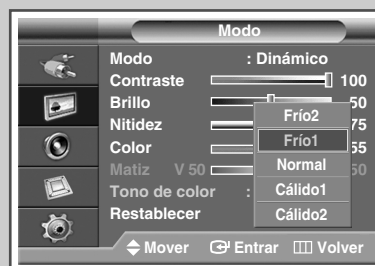 Modo
Modo : Dinámico
Contraste 100
Brillo 50
Nitidez 75
Color 55
Matiz V 50 50
Tono de color :
Restablecer
Frío2
Frío1
Normal
Cálido1
Cálido2
Mover Entrar Volver